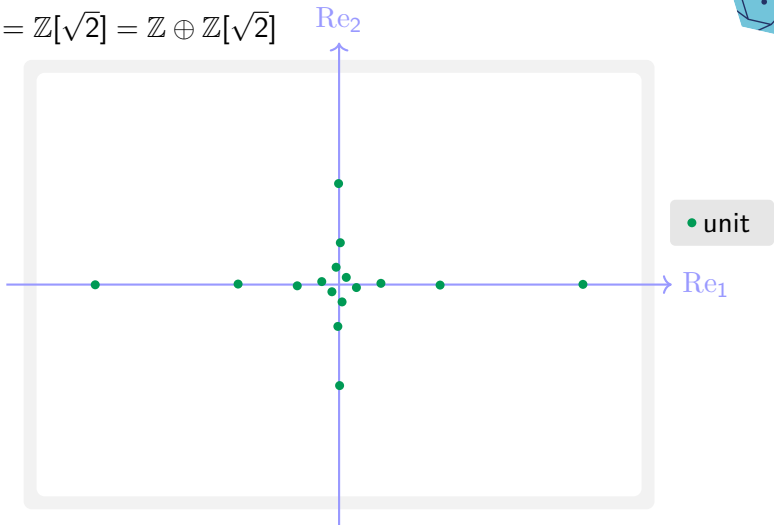 = ℤ[√2] = ℤ ⊕ ℤ[√2]
Re₂
unit
Re₁